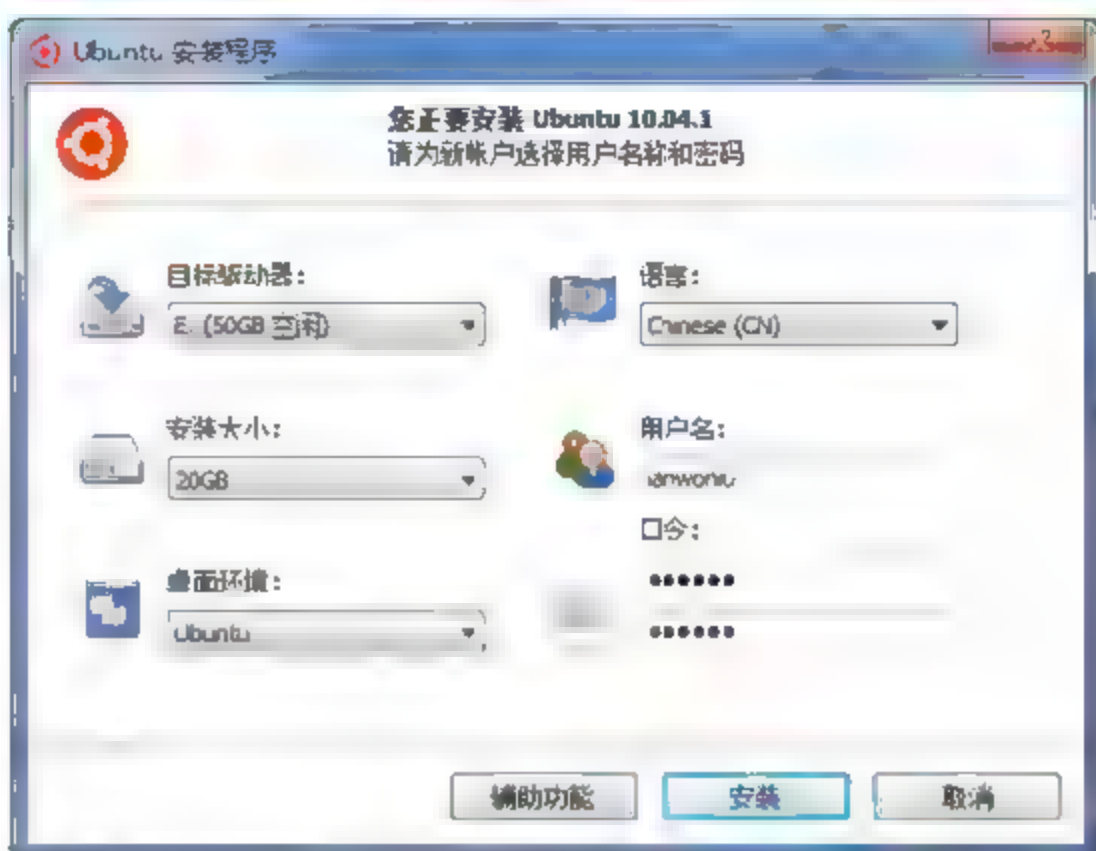 Ubuntu 安装程序
您正要安装 Ubuntu 10.04.1
请为新帐户选择用户名称和密码
目标驱动器：
E: (50GB 空闲)
语言：
Chinese (CN)
安装大小：
20GB
用户名：
口令：
●●●●●●
桌面环境：
Ubuntu
●●●●●●
辅助功能
安装
取消